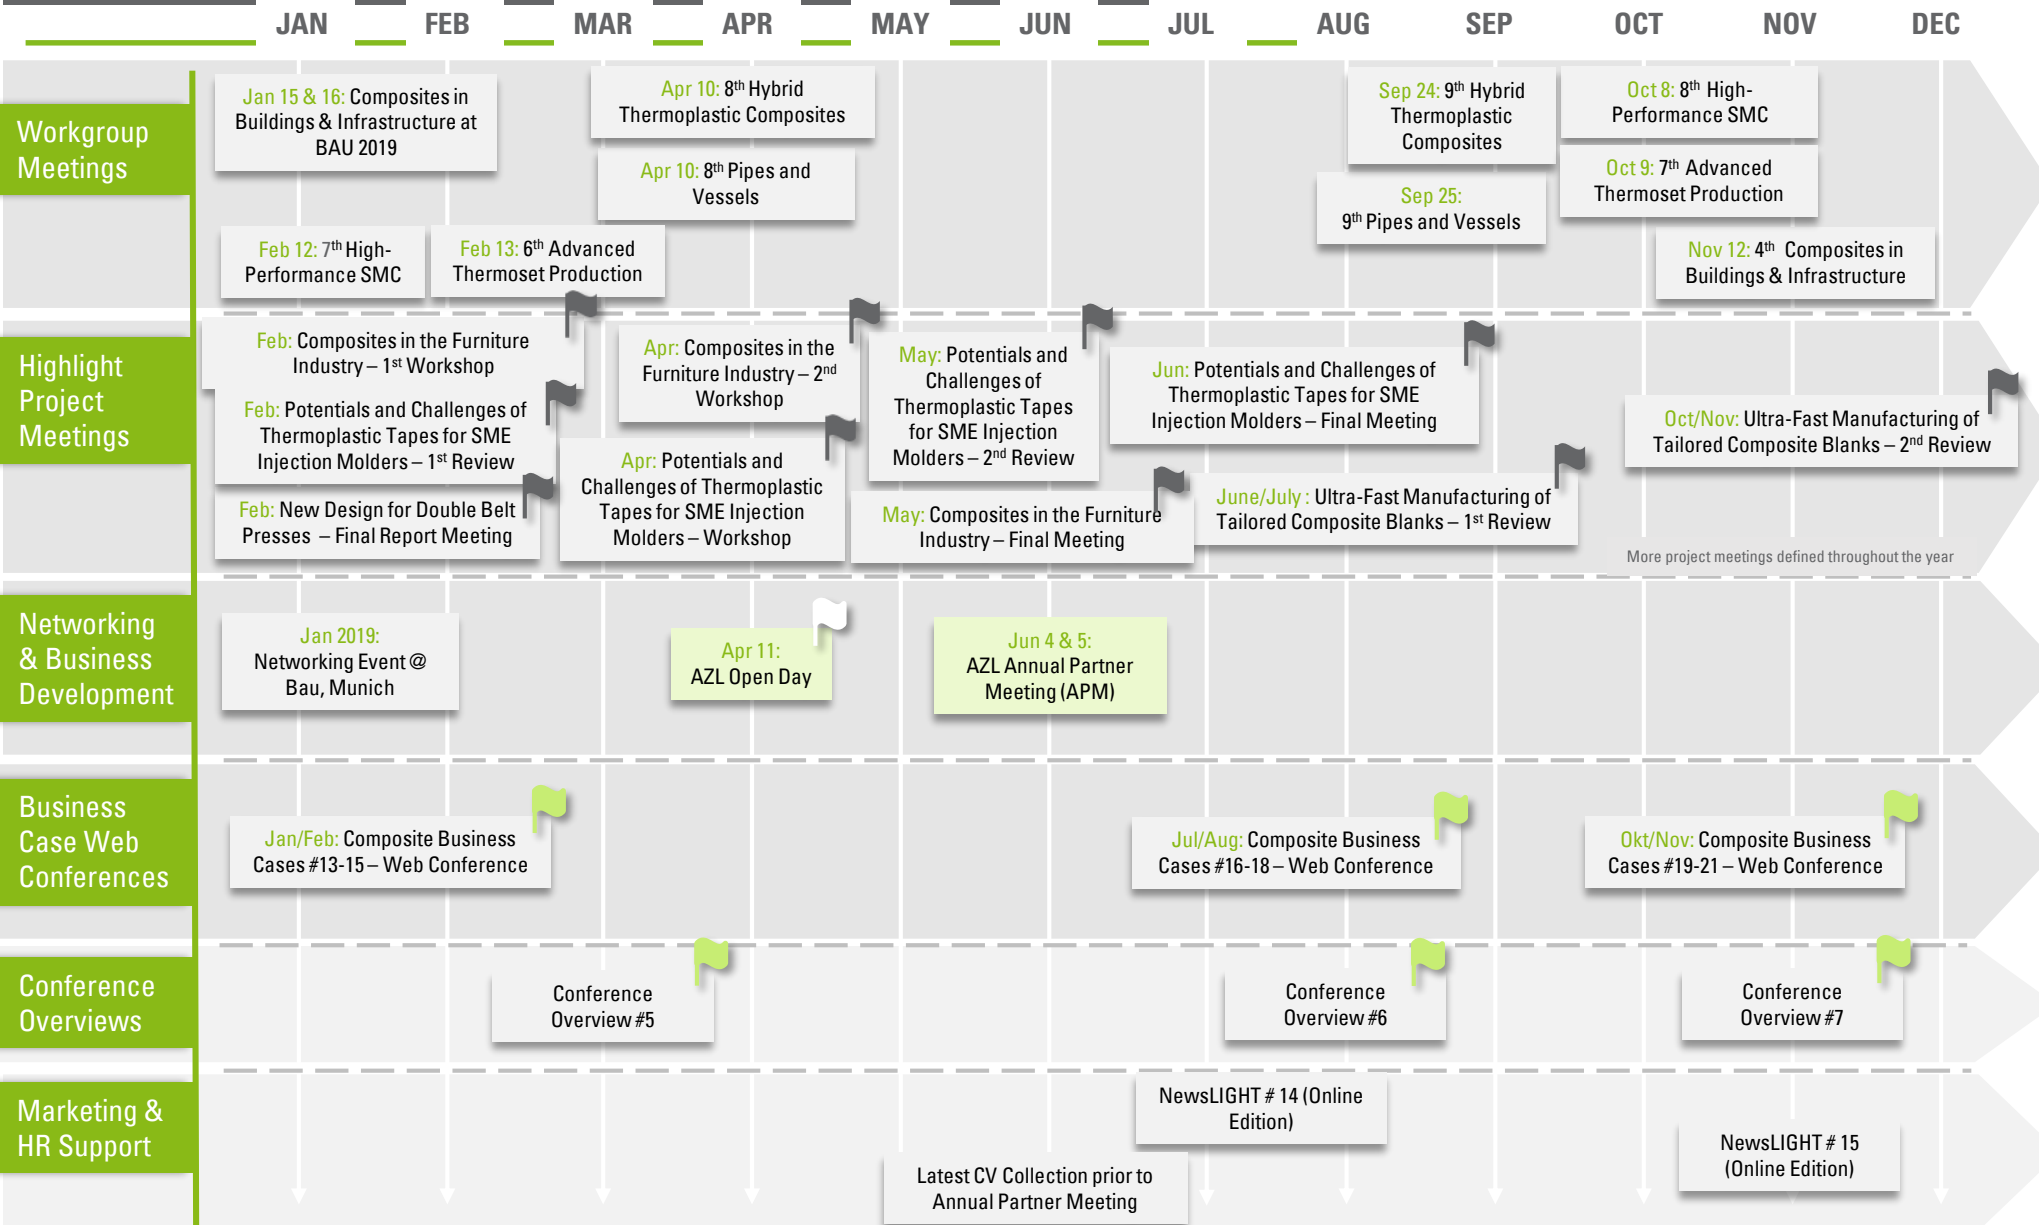 JAN FEB MAR APR MAY JUN JUL AUG SEP OCT NOV DEC
Workgroup
Meetings
Jan 15 & 16: Composites in
Buildings & Infrastructure at
BAU 2019
Feb 12: 7th High-
Performance SMC
Feb 13: 6th Advanced
Thermoset Production
Apr 10: 8th Hybrid
Thermoplastic Composites
Apr 10: 8th Pipes and
Vessels
Sep 24: 9th Hybrid
Thermoplastic
Composites
Sep 25:
9th Pipes and Vessels
Oct 8: 8th High-
Performance SMC
Oct 9: 7th Advanced
Thermoset Production
Nov 12: 4th Composites in
Buildings & Infrastructure
Highlight
Project
Meetings
Feb: Composites in the Furniture
Industry – 1st Workshop
Feb: Potentials and Challenges of
Thermoplastic Tapes for SME
Injection Molders – 1st Review
Feb: New Design for Double Belt
Presses – Final Report Meeting
Apr: Composites in the
Furniture Industry – 2nd
Workshop
Apr: Potentials and
Challenges of Thermoplastic
Tapes for SME Injection
Molders – Workshop
May: Potentials and
Challenges of
Thermoplastic Tapes
for SME Injection
Molders – 2nd Review
May: Composites in the Furniture
Industry – Final Meeting
Jun: Potentials and Challenges of
Thermoplastic Tapes for SME
Injection Molders – Final Meeting
June/July : Ultra-Fast Manufacturing of
Tailored Composite Blanks – 1st Review
Oct/Nov: Ultra-Fast Manufacturing of
Tailored Composite Blanks – 2nd Review
More project meetings defined throughout the year
Networking
& Business
Development
Jan 2019:
Networking Event @
Bau, Munich
Apr 11:
AZL Open Day
Jun 4 & 5:
AZL Annual Partner
Meeting (APM)
Business
Case Web
Conferences
Jan/Feb: Composite Business
Cases #13-15 – Web Conference
Jul/Aug: Composite Business
Cases #16-18 – Web Conference
Okt/Nov: Composite Business
Cases #19-21 – Web Conference
Conference
Overviews
Conference
Overview #5
Conference
Overview #6
Conference
Overview #7
Marketing &
HR Support
Latest CV Collection prior to
Annual Partner Meeting
NewsLIGHT # 14 (Online
Edition)
NewsLIGHT # 15
(Online Edition)